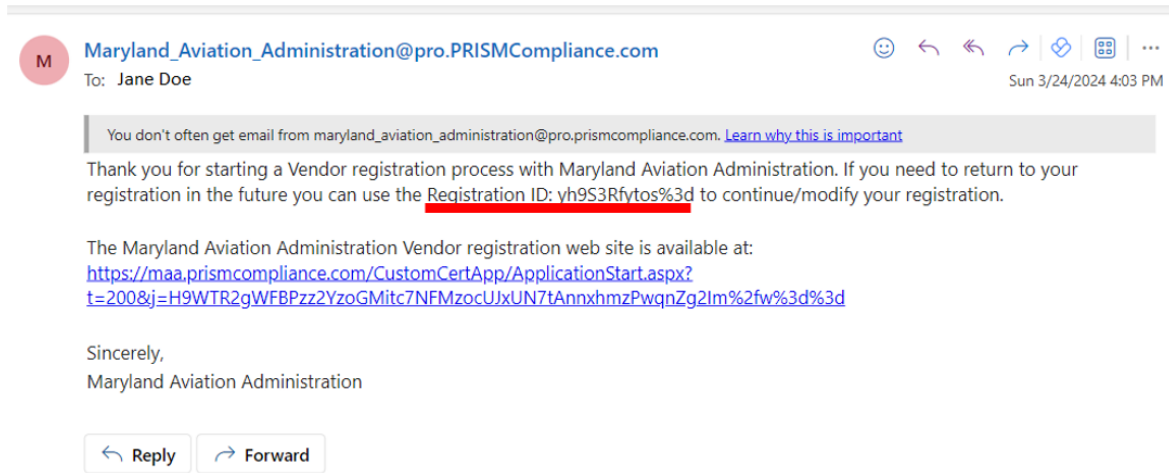 M
Maryland_Aviation_Administration@pro.PRISMCompliance.com
To: Jane Doe
Sun 3/24/2024 4:03 PM
You don't often get email from maryland_aviation_administration@pro.prismcompliance.com. Learn why this is important
Thank you for starting a Vendor registration process with Maryland Aviation Administration. If you need to return to your
registration in the future you can use the Registration ID: yh9S3Rfytos%3d to continue/modify your registration.
The Maryland Aviation Administration Vendor registration web site is available at:
https://maa.prismcompliance.com/CustomCertApp/ApplicationStart.aspx?
t=200&j=H9WTR2gWFBPzz2YzoGMitc7NFMzocUJxUN7tAnnxhmzPwqnZg2Im%2fw%3d%3d
Sincerely,
Maryland Aviation Administration
Reply
Forward